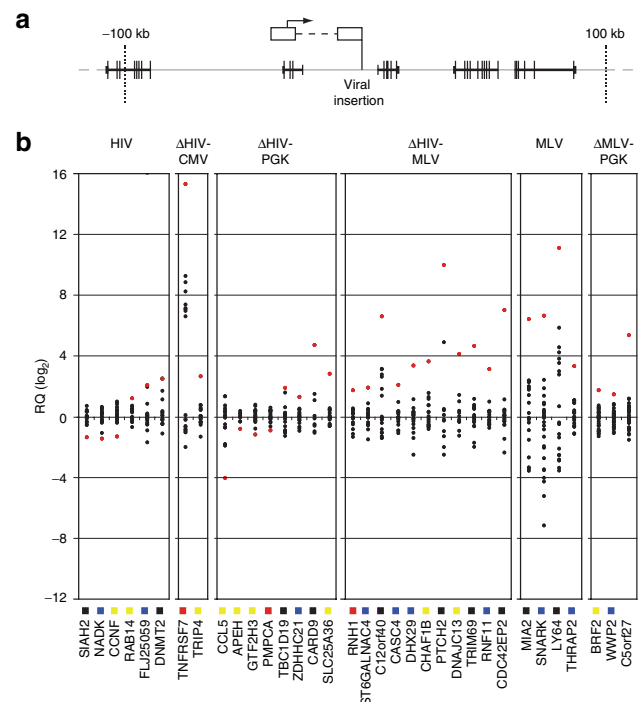 a
−100 kb
100 kb
Viral
insertion
b
HIV
ΔHIV-
CMV
ΔHIV-
PGK
ΔHIV-
MLV
MLV
ΔMLV-
PGK
RQ (log2)
16
12
8
4
0
−4
−8
−12
SIAH2
NADK
CCNF
RAB14
FLJ25059
DNMT2
TNFRSF7
TRIP4
CCL5
APEH
GTF2H3
PMPCA
TBC1D19
ZDHHC21
CARD9
SLC25A36
RNH1
ST6GALNAC4
C12orf40
CASC4
DHX29
CHAF1B
PTCH2
DNAJC13
TRIM69
RNF11
CDC42EP2
MIA2
SNARK
LY64
THRAP2
BRF2
WWP2
C5orf27